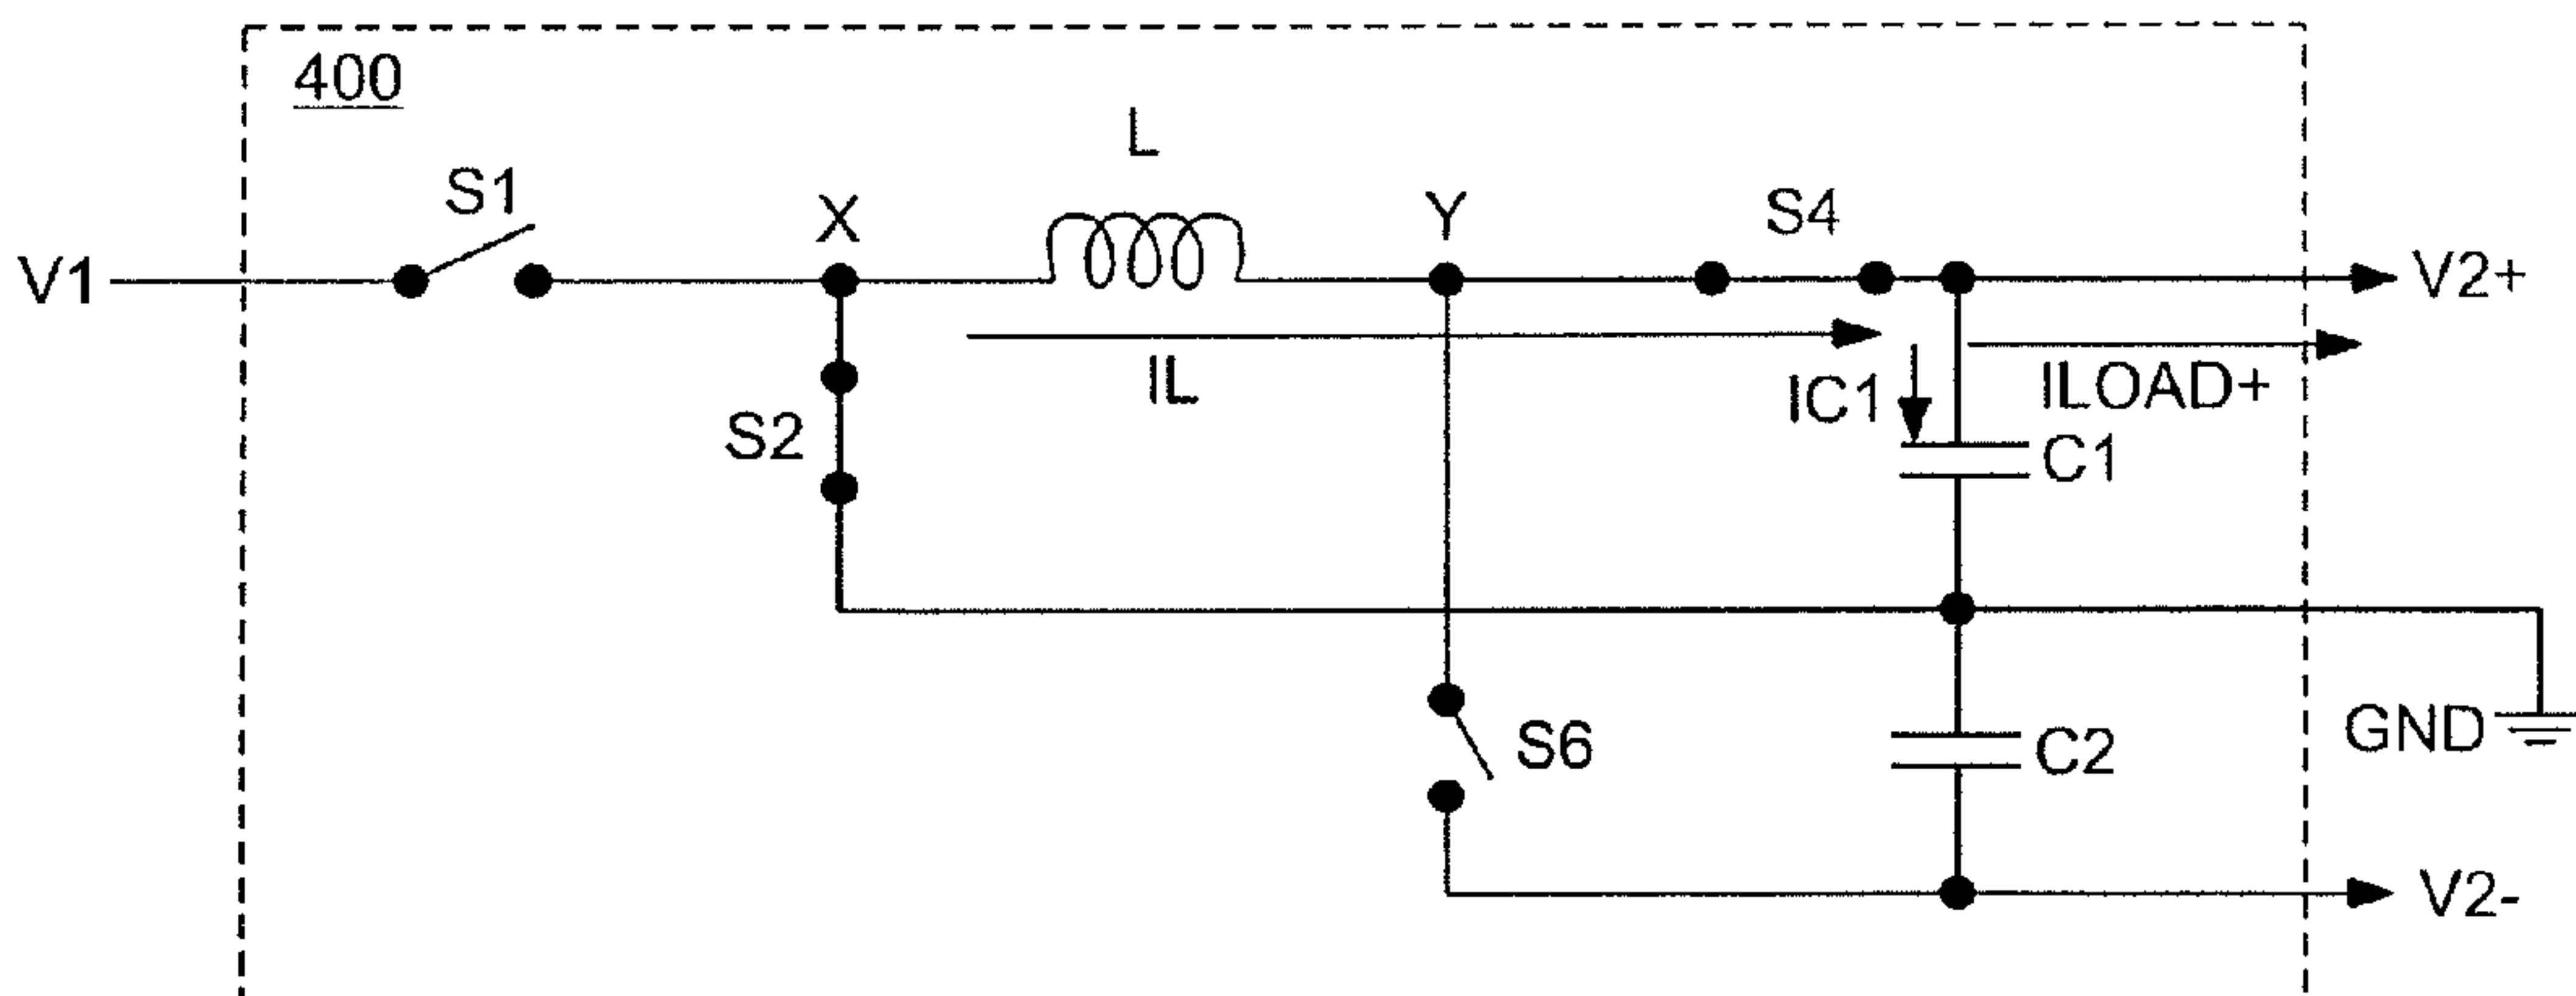 400
L
S1
X
Y
S4
V1
V2+
IL
IC1
ILOAD+
S2
C1
S6
C2
GND
V2-